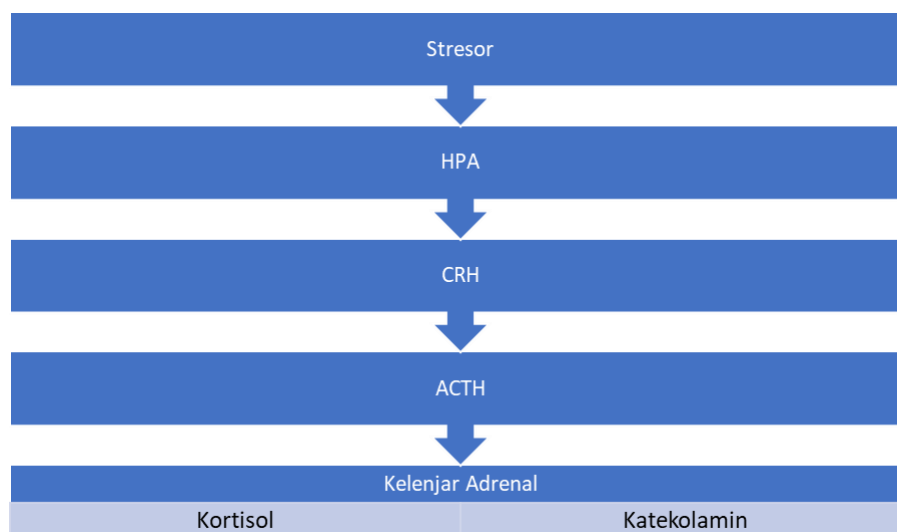 Stresor
HPA
CRH
ACTH
Kelenjar Adrenal
Kortisol
Katekolamin